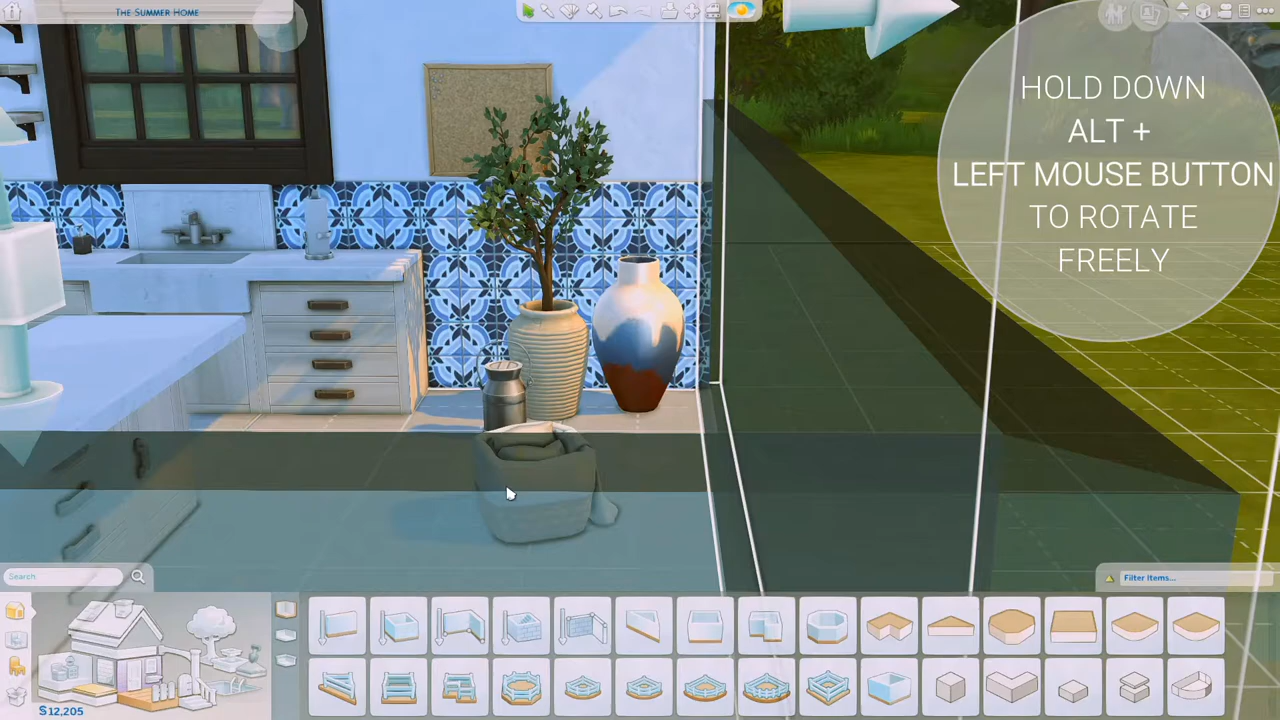 THE SUMMER HOME
HOLD DOWN
ALT +
LEFT MOUSE BUTTON
TO ROTATE
FREELY
Search
Filter Items...
$12,205